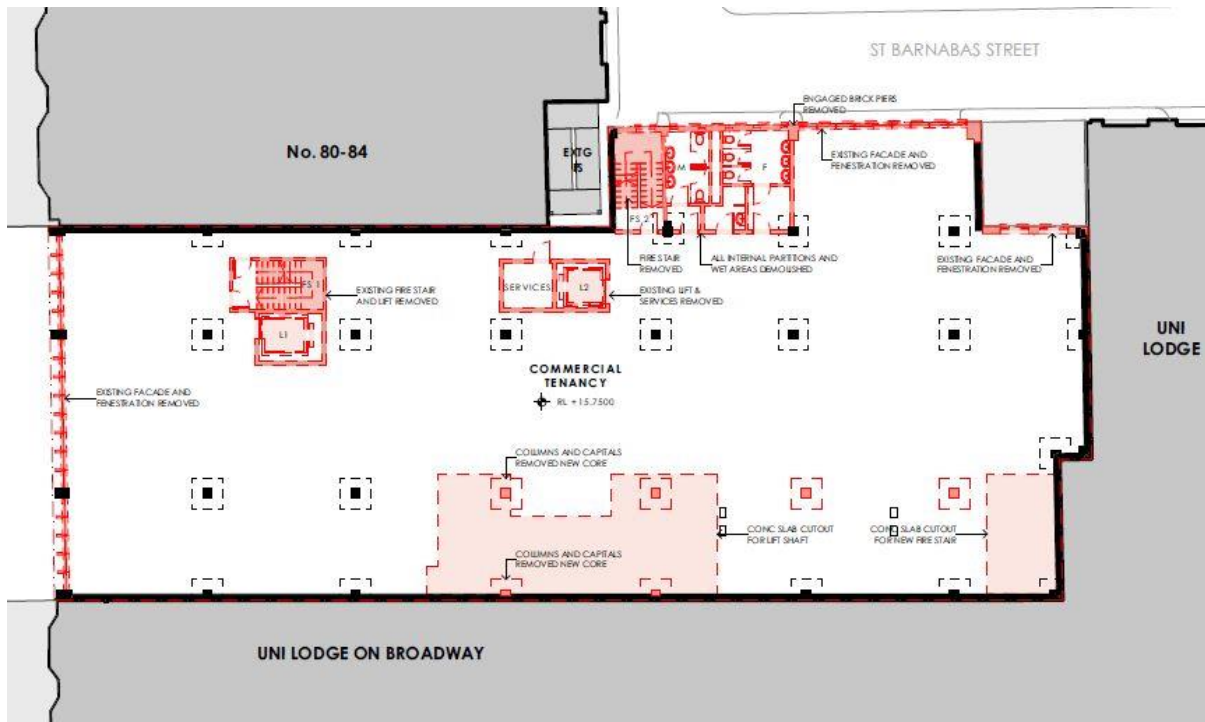 ST BARNABAS STREET
ENGAGED BRICK PIERS
REMOVED
No. 80-84
EXTG
FS
M
F
EXISTING FACADE AND
FENESTRATION REMOVED
FS 2
FIRE STAIR
REMOVED
ALL INTERNAL PARTITIONS AND
WET AREAS DEMOLISHED
EXISTING FACADE AND
FENESTRATION REMOVED
FS 1
EXISTING FIRE STAIR
AND LIFT REMOVED
SERVICES
L2
EXISTING LIFT &
SERVICES REMOVED
L1
UNI
LODGE
COMMERCIAL
TENANCY
RL +15.7500
EXISTING FACADE AND
FENESTRATION REMOVED
COLUMNS AND CAPITALS
REMOVED NEW CORE
CONC SLAB CUTOUT
FOR LIFT SHAFT
CONC SLAB CUTOUT
FOR NEW FIRE STAIR
COLUMNS AND CAPITALS
REMOVED NEW CORE
UNI LODGE ON BROADWAY